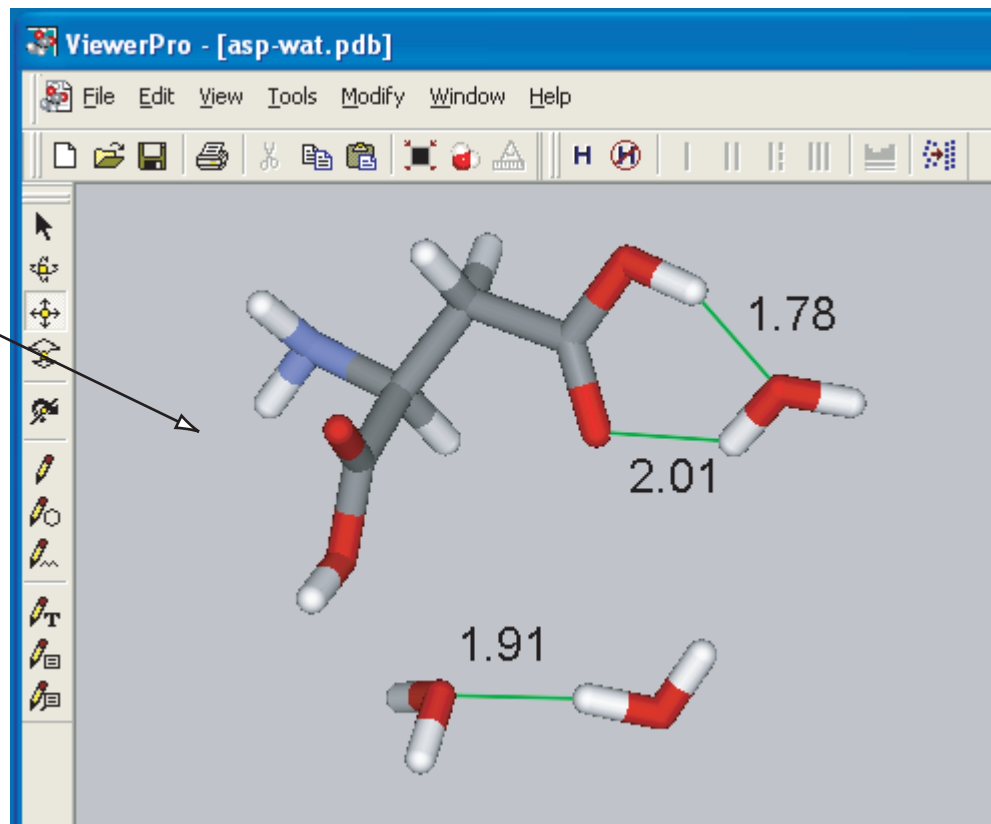 ViewerPro - [asp-wat.pdb]
File Edit View Tools Modify Window Help
H H
T
1.78
2.01
1.91